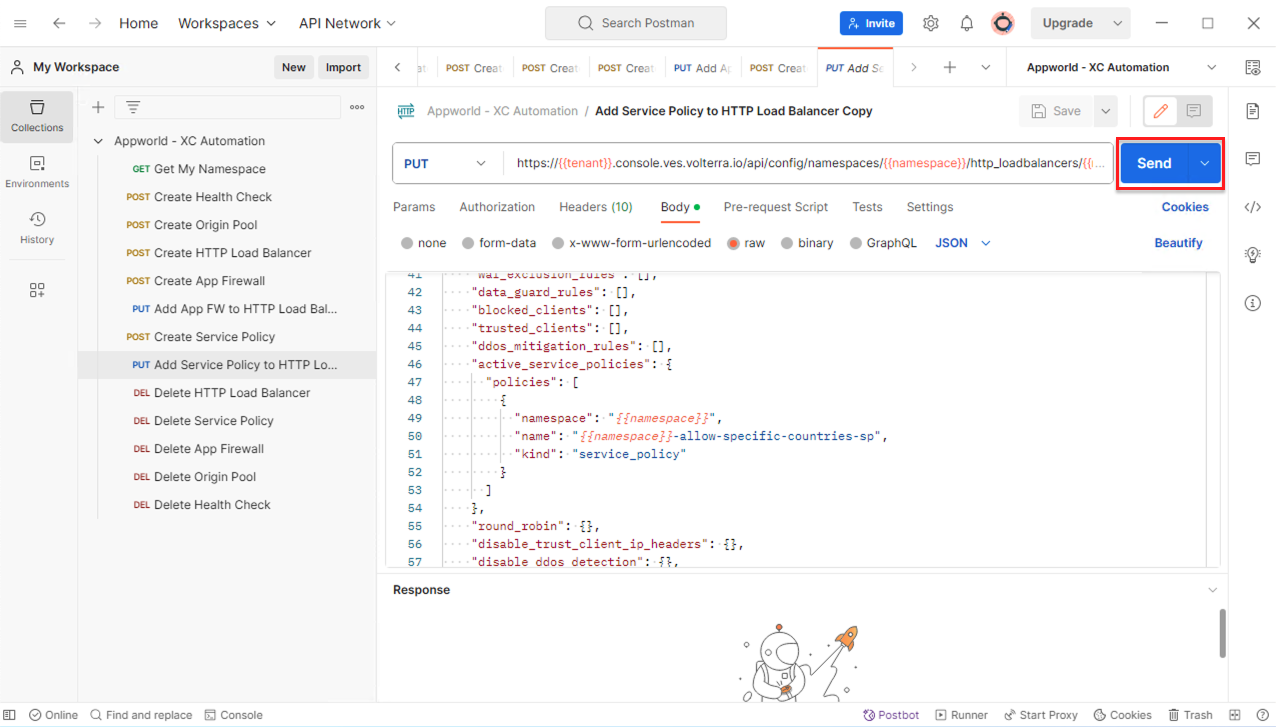 Home Workspaces API Network Search Postman Invite Upgrade
My Workspace New Import
POST Creat POST Creat POST Creat PUT Add Ap POST Creat PUT Add Se Appworld - XC Automation
Collections
Environments
History
Appworld - XC Automation
GET Get My Namespace
POST Create Health Check
POST Create Origin Pool
POST Create HTTP Load Balancer
POST Create App Firewall
PUT Add App FW to HTTP Load Bal...
POST Create Service Policy
PUT Add Service Policy to HTTP Lo...
DEL Delete HTTP Load Balancer
DEL Delete Service Policy
DEL Delete App Firewall
DEL Delete Origin Pool
DEL Delete Health Check
HTTP Appworld - XC Automation / Add Service Policy to HTTP Load Balancer Copy Save
PUT https://{{tenant}}.console.ves.volterra.io/api/config/namespaces/{{namespace}}/http_loadbalancers/{{... Send
Params Authorization Headers (10) Body Pre-request Script Tests Settings Cookies
none form-data x-www-form-urlencoded raw binary GraphQL JSON Beautify
41 "waf_exclusion_rules": [],
42 "data_guard_rules": [],
43 "blocked_clients": [],
44 "trusted_clients": [],
45 "ddos_mitigation_rules": [],
46 "active_service_policies": {
47 "policies": [
48 {
49 "namespace": "{{namespace}}",
50 "name": "{{namespace}}-allow-specific-countries-sp",
51 "kind": "service_policy"
52 }
53 ]
54 },
55 "round_robin": {},
56 "disable_trust_client_ip_headers": {},
57 "disable_ddos_detection": {},
Response
Online Find and replace Console Postbot Runner Start Proxy Cookies Trash